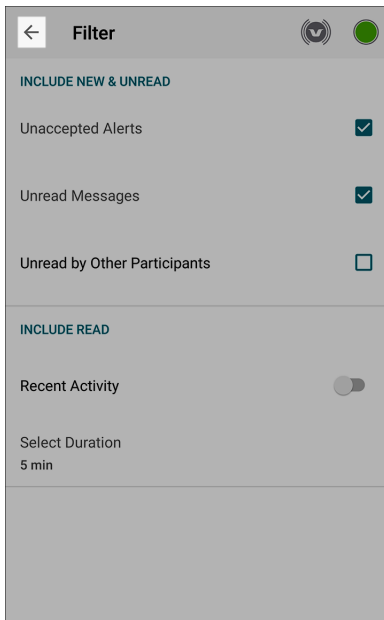 Filter
INCLUDE NEW & UNREAD
Unaccepted Alerts
Unread Messages
Unread by Other Participants
INCLUDE READ
Recent Activity
Select Duration
5 min